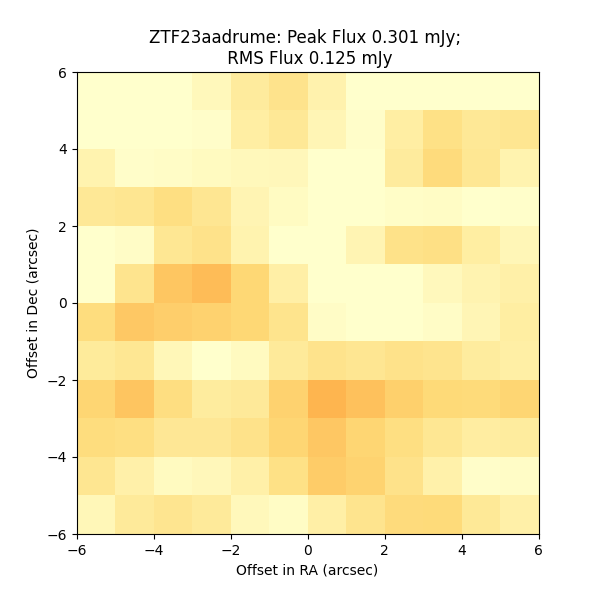 ZTF23aadrume: Peak Flux 0.301 mJy;
RMS Flux 0.125 mJy
6
4
2
0
−2
−4
−6
Offset in Dec (arcsec)
−6 −4 −2 0 2 4 6
Offset in RA (arcsec)